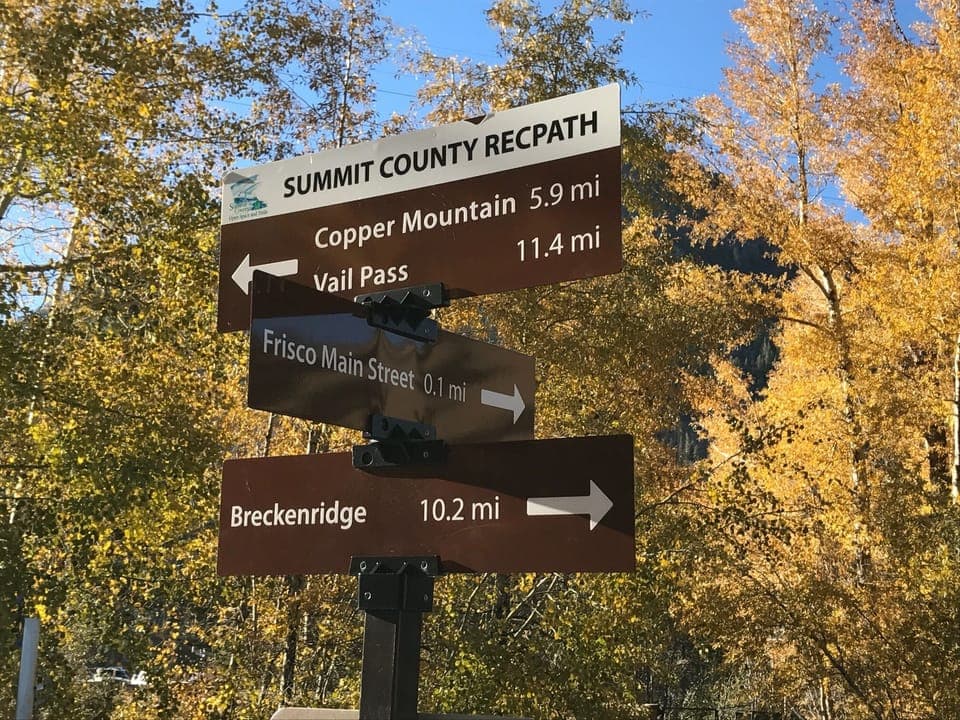 SUMMIT COUNTY RECPATH
Copper Mountain 5.9 mi
Vail Pass 11.4 mi
Frisco Main Street 0.1 mi
Breckenridge 10.2 mi